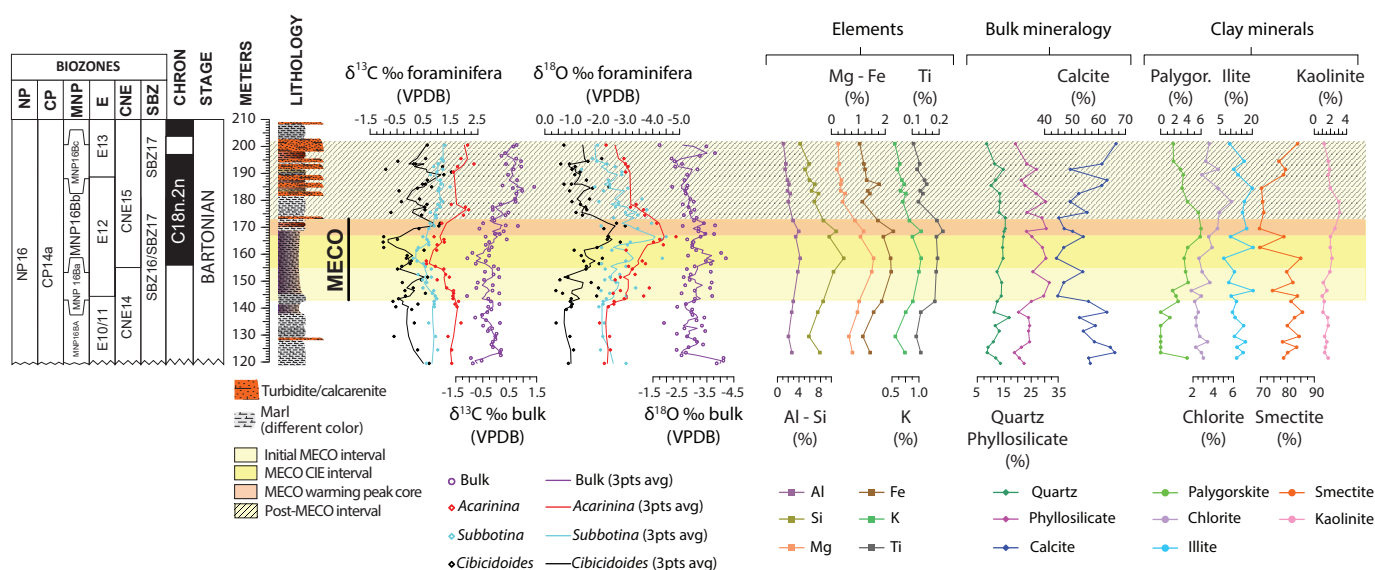 Elements
Bulk mineralogy
Clay minerals
BIOZONES
NP
CP
MNP
E
CNE
SBZ
CHRON
STAGE
METERS
LITHOLOGY
δ13C ‰ foraminifera
(VPDB)
δ18O ‰ foraminifera
(VPDB)
Mg - Fe
(%)
Ti
(%)
Calcite
(%)
Palygor.
(%)
Illite
(%)
Kaolinite
(%)
-1.5 -0.5 0.5 1.5 2.5
0.0 -1.0 -2.0 -3.0 -4.0 -5.0
0 1 2
0.1 0.2
40 50 60 70
0 2 4 6
5 20
0 2 4
210
200
190
180
170
160
150
140
130
120
NP16
CP14a
MNP16Bc
MNP16Bb
MNP16Ba
MNP16BA
E13
E12
E10/11
CNE15
CNE14
SBZ17
SBZ16/SBZ17
C18n.2n
BARTONIAN
MECO
-1.5 -0.5 0.5 1.5
δ13C ‰ bulk
(VPDB)
-1.5 -2.5 -3.5 -4.5
δ18O ‰ bulk
(VPDB)
0 4 8
Al - Si
(%)
0.5 1.0
K
(%)
5 15 25 35
Quartz
Phyllosilicate
(%)
2 4 6
Chlorite
(%)
70 80 90
Smectite
(%)
Turbidite/calcarenite
Marl
(different color)
Initial MECO interval
MECO CIE interval
MECO warming peak core
Post-MECO interval
Bulk
Acarinina
Subbotina
Cibicidoides
Bulk (3pts avg)
Acarinina (3pts avg)
Subbotina (3pts avg)
Cibicidoides (3pts avg)
Al
Si
Mg
Fe
K
Ti
Quartz
Phyllosilicate
Calcite
Palygorskite
Chlorite
Illite
Smectite
Kaolinite